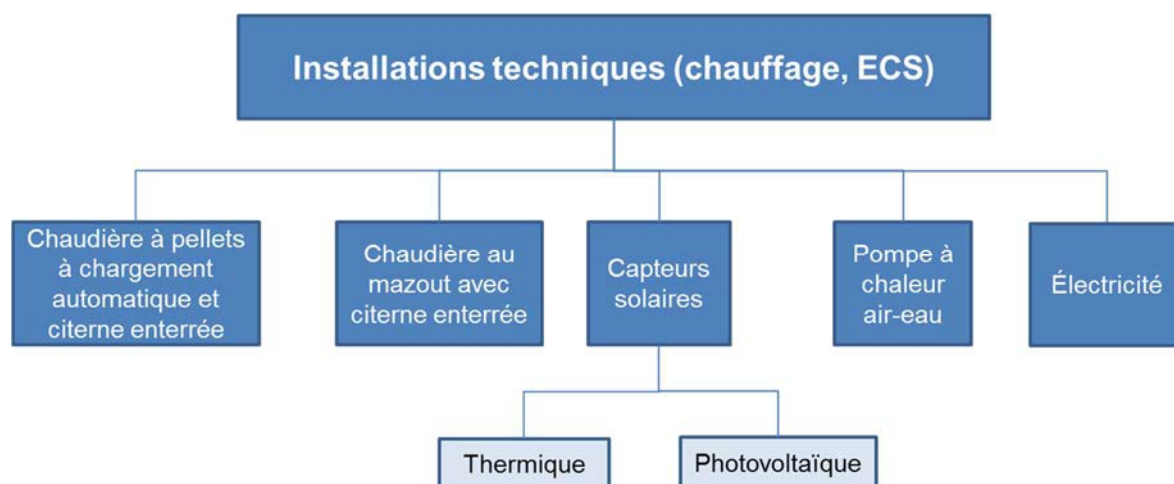 Installations techniques (chauffage, ECS)
Chaudière à pellets
à chargement
automatique et
citerne enterrée
Chaudière au
mazout avec
citerne enterrée
Capteurs
solaires
Pompe à
chaleur
air-eau
Électricité
Thermique
Photovoltaïque